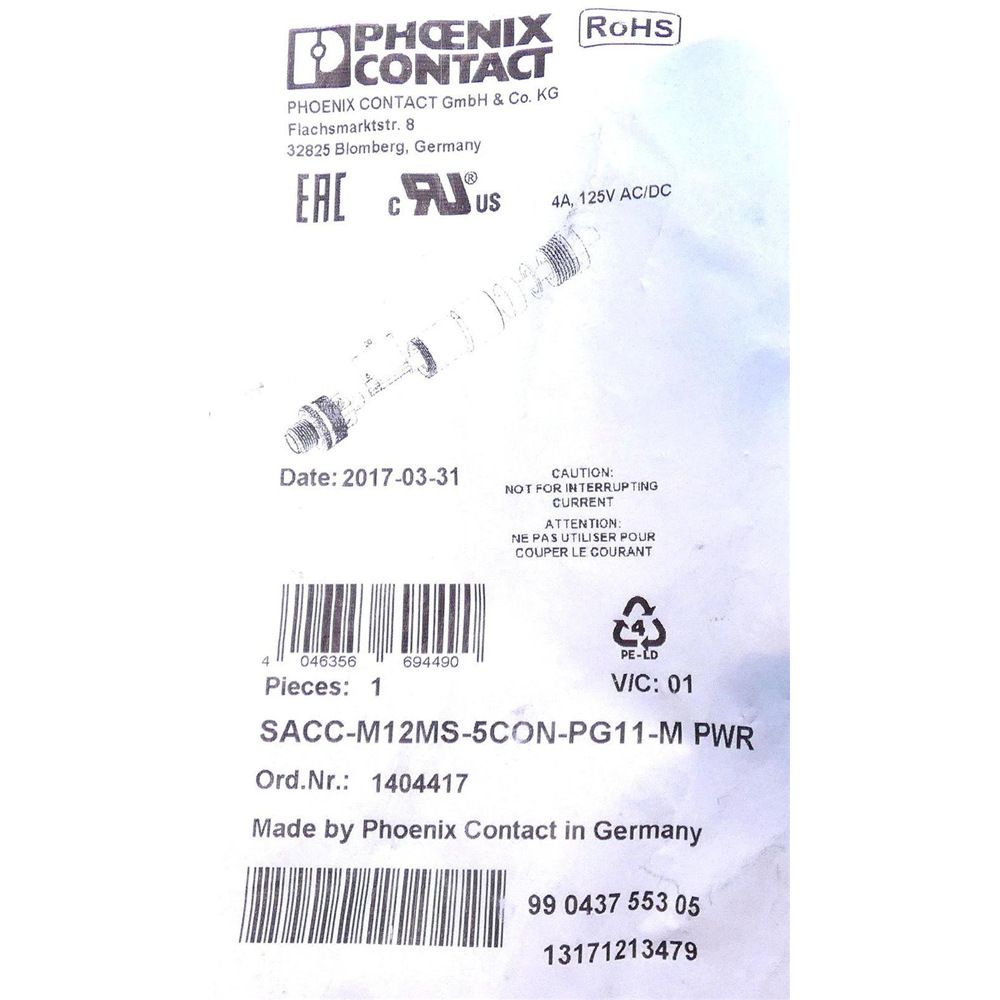 PHŒNIX
CONTACT
RoHS
PHOENIX CONTACT GmbH & Co. KG
Flachsmarktstr. 8
32825 Blomberg, Germany
EAC
c RU® US
4A, 125V AC/DC
Date: 2017-03-31
CAUTION:
NOT FOR INTERRUPTING
CURRENT
ATTENTION:
NE PAS UTILISER POUR
COUPER LE COURANT
4 046356 694490
4
PE-LD
Pieces: 1
V/C: 01
SACC-M12MS-5CON-PG11-M PWR
Ord.Nr.: 1404417
Made by Phoenix Contact in Germany
99 0437 553 05
13171213479